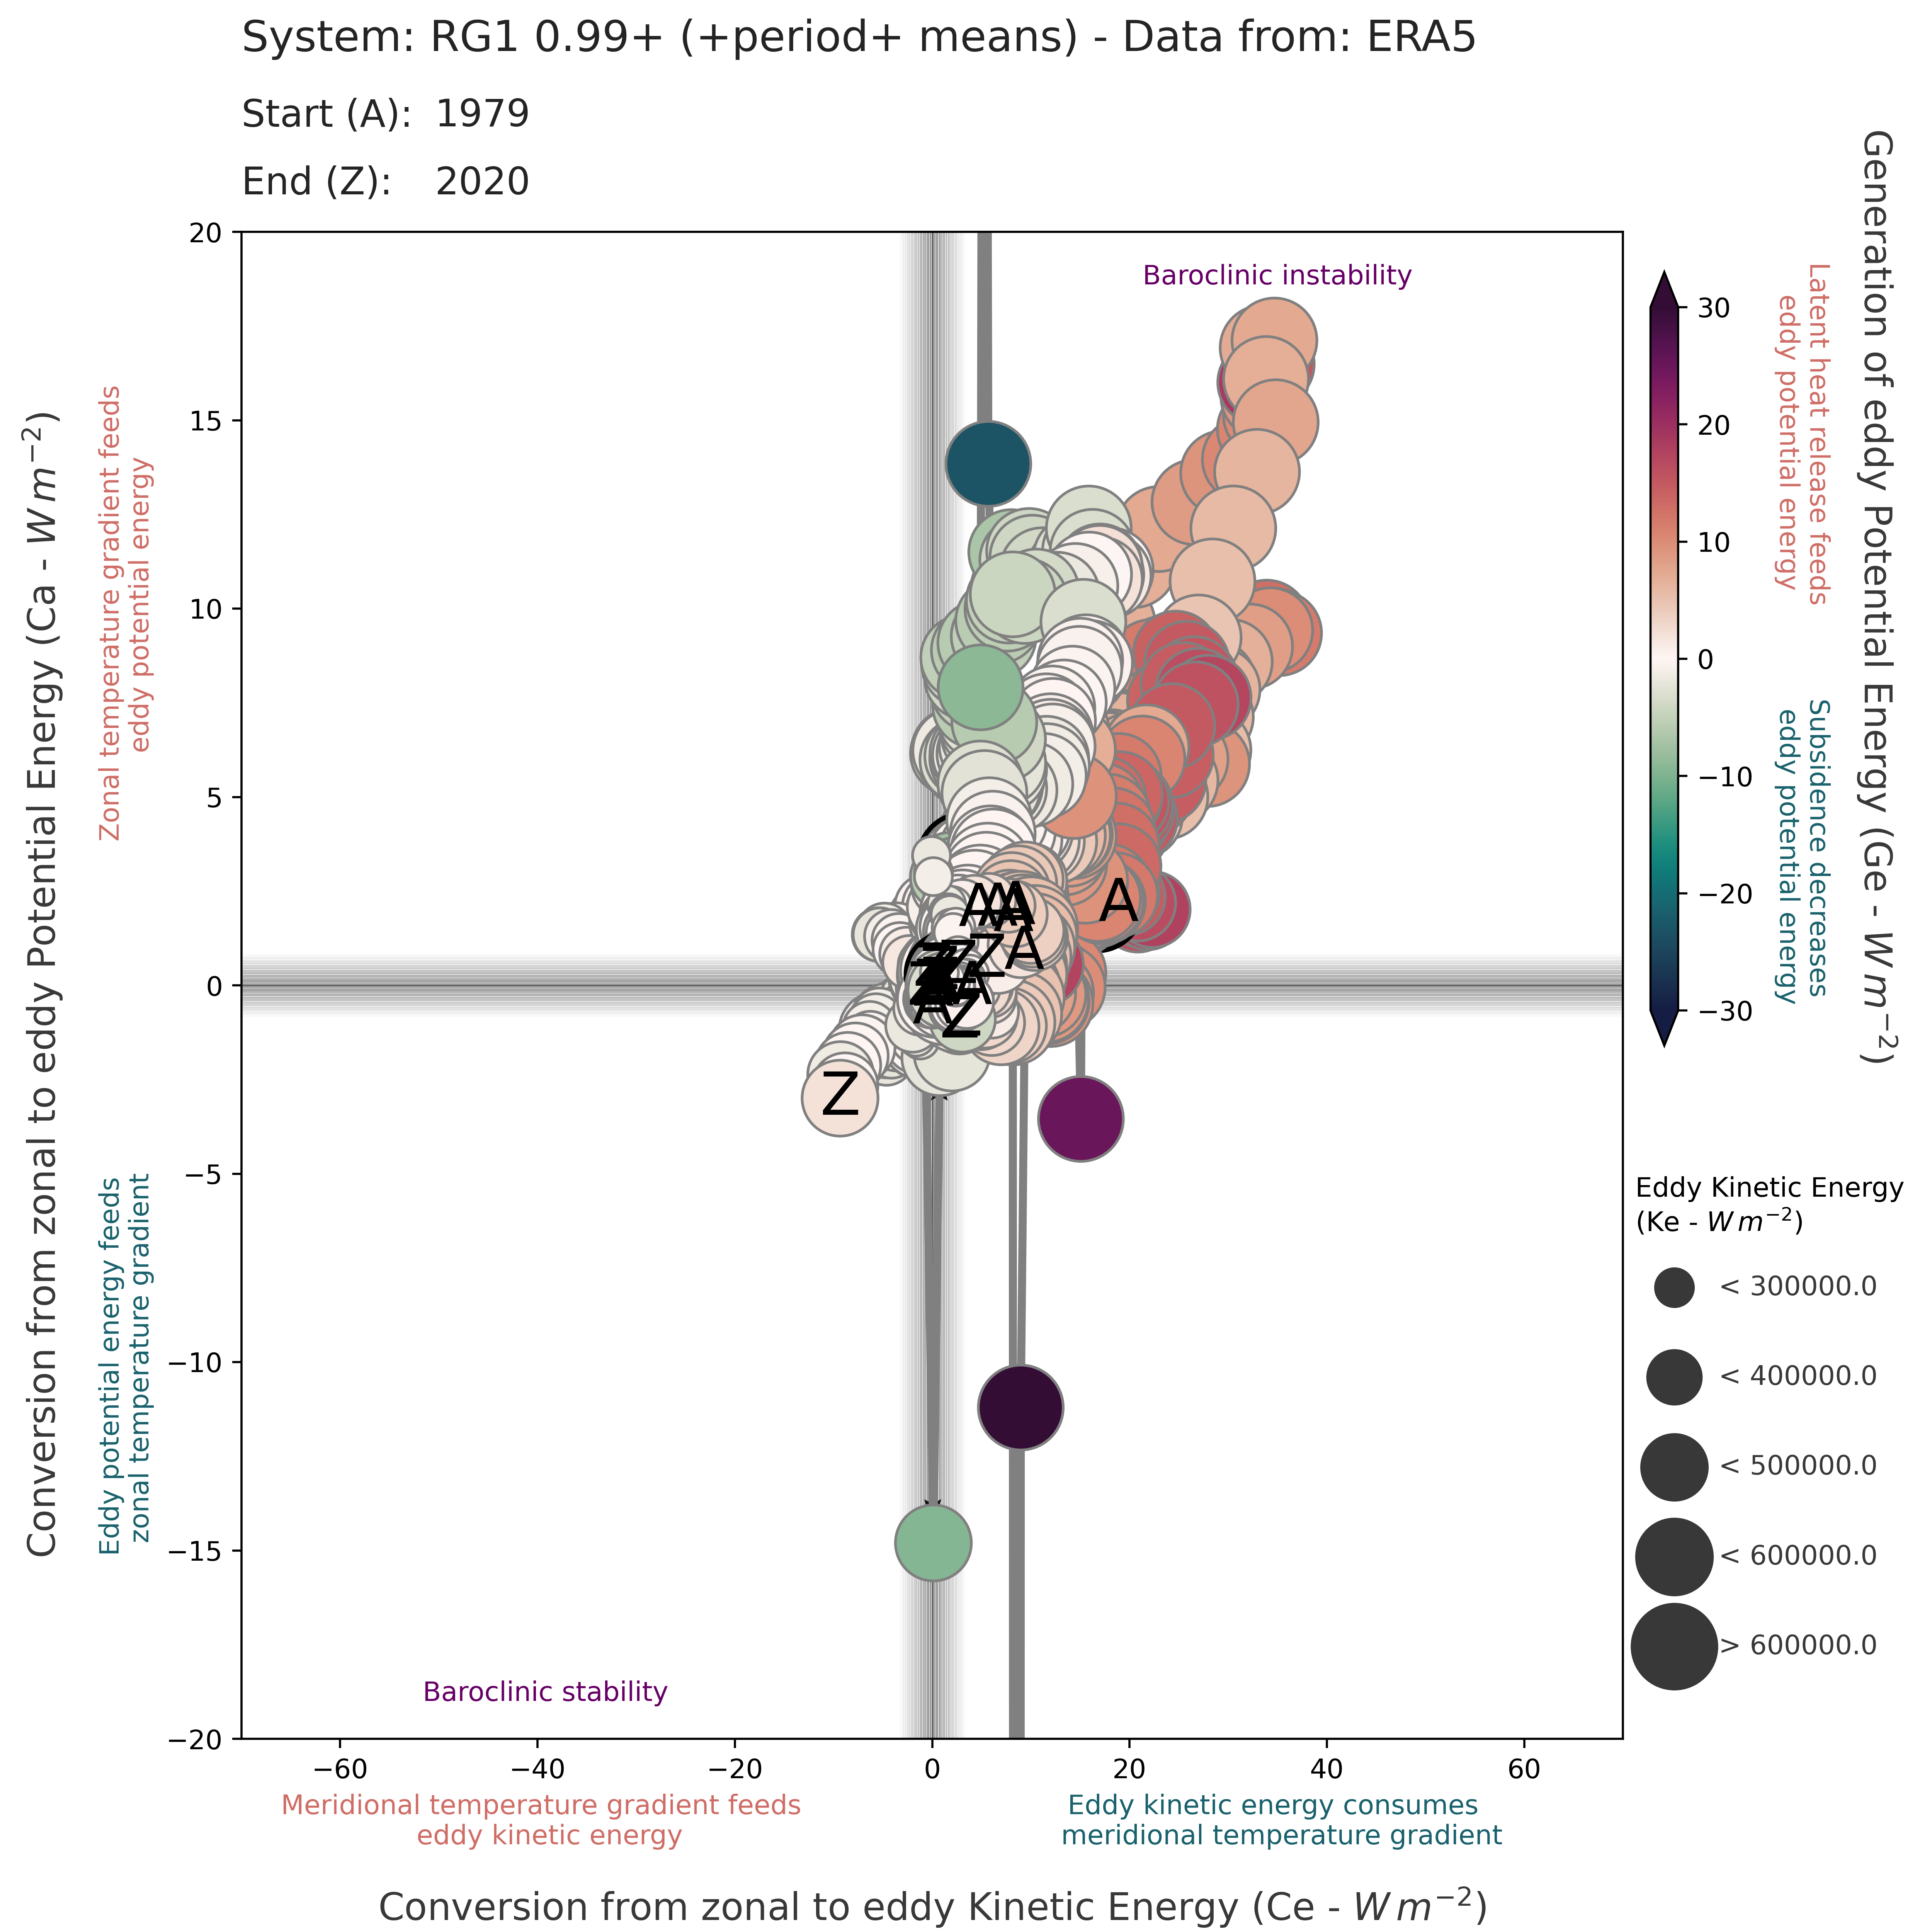 System: RG1 0.99+ (+period+ means) - Data from: ERA5
Start (A): 1979
End (Z): 2020
Baroclinic instability
Baroclinic stability
20
15
10
5
0
−5
−10
−15
−20
−60
−40
−20
0
20
40
60
Conversion from zonal to eddy Potential Energy (Ca - W m⁻²)
Zonal temperature gradient feeds
eddy potential energy
Eddy potential energy feeds
zonal temperature gradient
A
A
A
A
A
A
Z
Z
A
A
Z
Z
Z
Meridional temperature gradient feeds
eddy kinetic energy
Eddy kinetic energy consumes
meridional temperature gradient
Conversion from zonal to eddy Kinetic Energy (Ce - W m⁻²)
30
20
10
0
−10
−20
−30
Latent heat release feeds
eddy potential energy
Subsidence decreases
eddy potential energy
Generation of eddy Potential Energy (Ge - W m⁻²)
Eddy Kinetic Energy
(Ke - W m⁻²)
< 300000.0
< 400000.0
< 500000.0
< 600000.0
> 600000.0